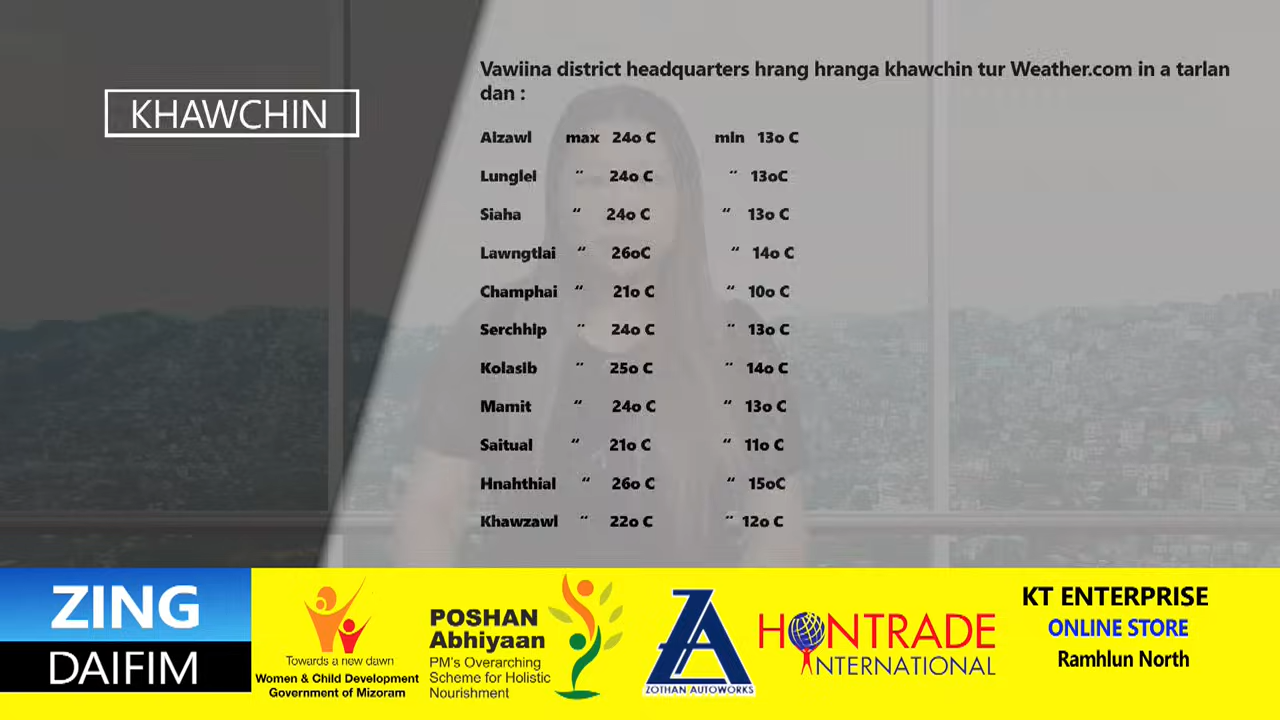 KHAWCHIN
Vawiina district headquarters hrang hranga khawchin tur Weather.com in a tarlan
dan :
Aizawl max 24o C min 13o C
Lunglei “ 24o C “ 13oC
Siaha “ 24o C “ 13o C
Lawngtlai “ 26oC “ 14o C
Champhai “ 21o C “ 10o C
Serchhip “ 24o C “ 13o C
Kolasib “ 25o C “ 14o C
Mamit “ 24o C “ 13o C
Saitual “ 21o C “ 11o C
Hnahthial “ 26o C “ 15oC
Khawzawl “ 22o C “ 12o C
ZING
DAIFIM
Towards a new dawn
Women & Child Development
Government of Mizoram
POSHAN
Abhiyaan
PM's Overarching
Scheme for Holistic
Nourishment
ZA
ZOTHAN AUTOWORKS
HONTRADE
INTERNATIONAL
KT ENTERPRISE
ONLINE STORE
Ramhlun North